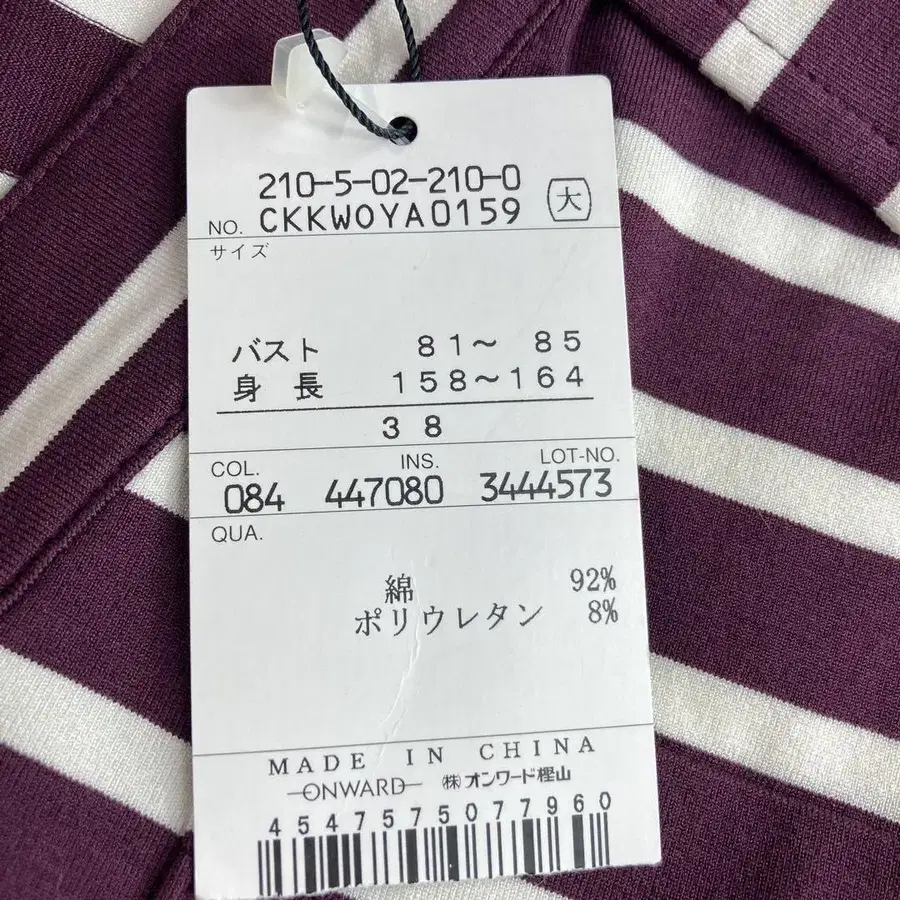 210-5-02-210-0
NO. CKKWOYA0159 大
サイズ
バスト 81～ 85
身 長 158～164
38
COL. INS. LOT-NO.
084 447080 3444573
QUA.
綿 92%
ポリウレタン 8%
MADE IN CHINA
ONWARD ㈱オンワード樫山
4547575077960